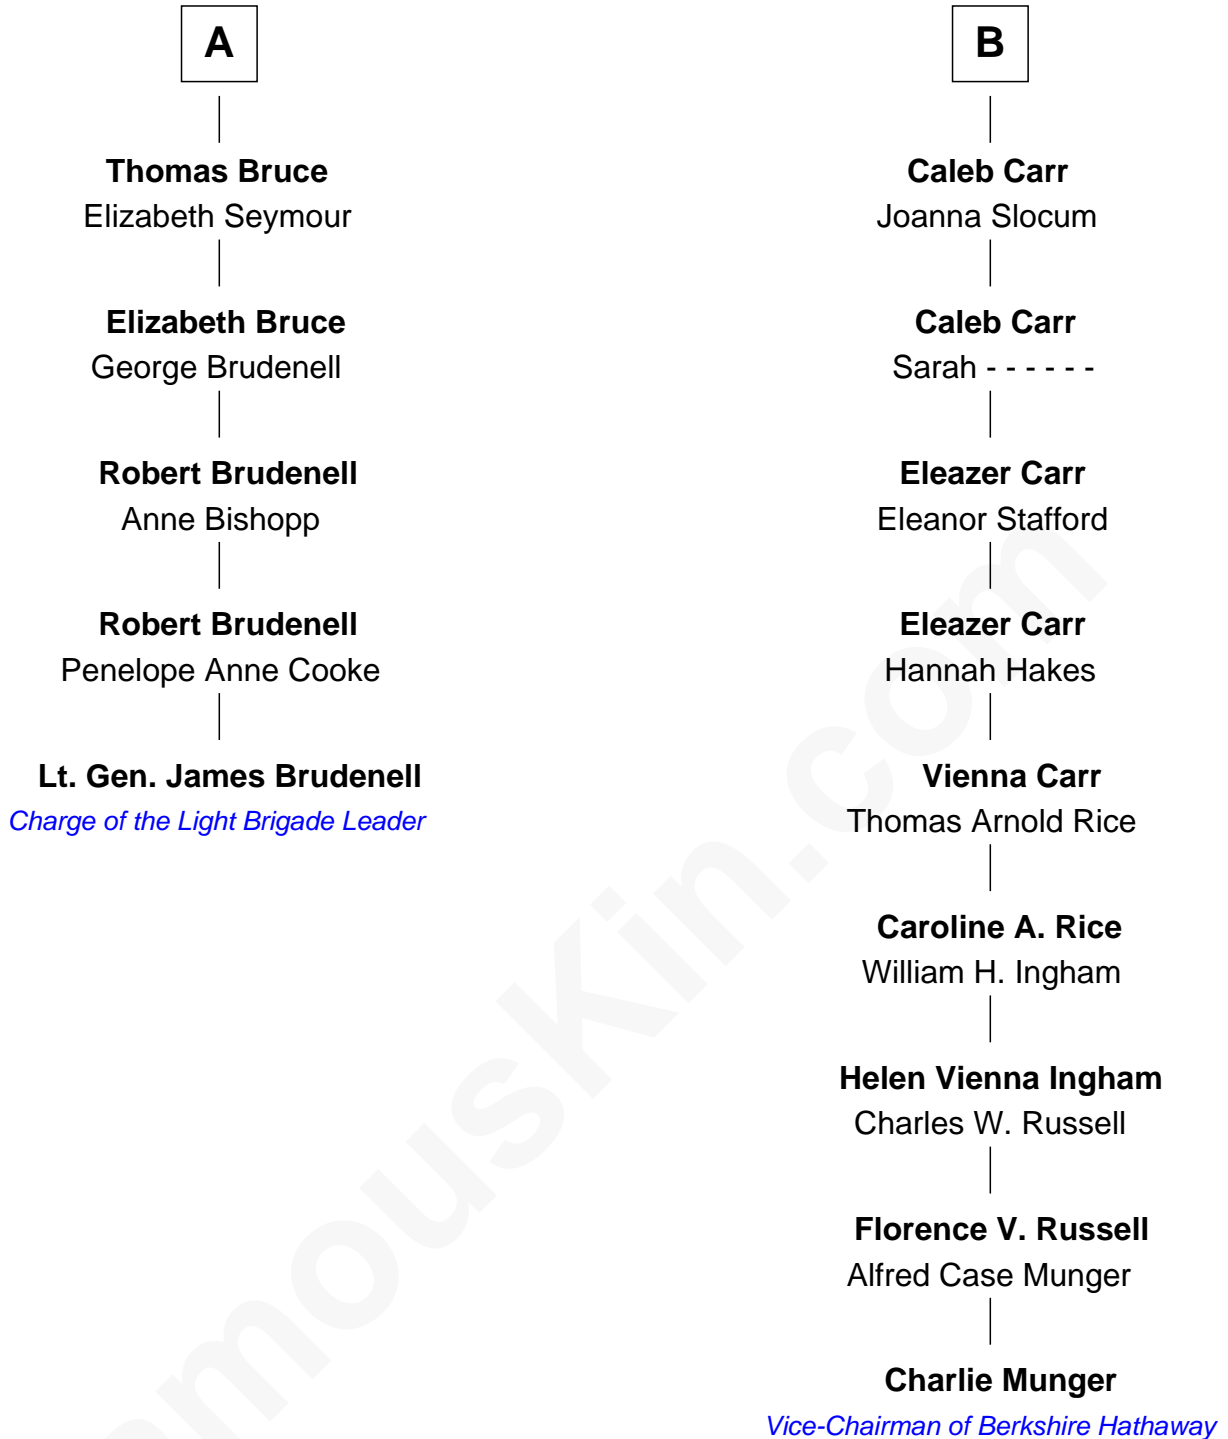 A
Thomas Bruce
Elizabeth Seymour
Elizabeth Bruce
George Brudenell
Robert Brudenell
Anne Bishopp
Robert Brudenell
Penelope Anne Cooke
Lt. Gen. James Brudenell
Charge of the Light Brigade Leader
B
Caleb Carr
Joanna Slocum
Caleb Carr
Sarah - - - - - -
Eleazer Carr
Eleanor Stafford
Eleazer Carr
Hannah Hakes
Vienna Carr
Thomas Arnold Rice
Caroline A. Rice
William H. Ingham
Helen Vienna Ingham
Charles W. Russell
Florence V. Russell
Alfred Case Munger
Charlie Munger
Vice-Chairman of Berkshire Hathaway
amouskin.com